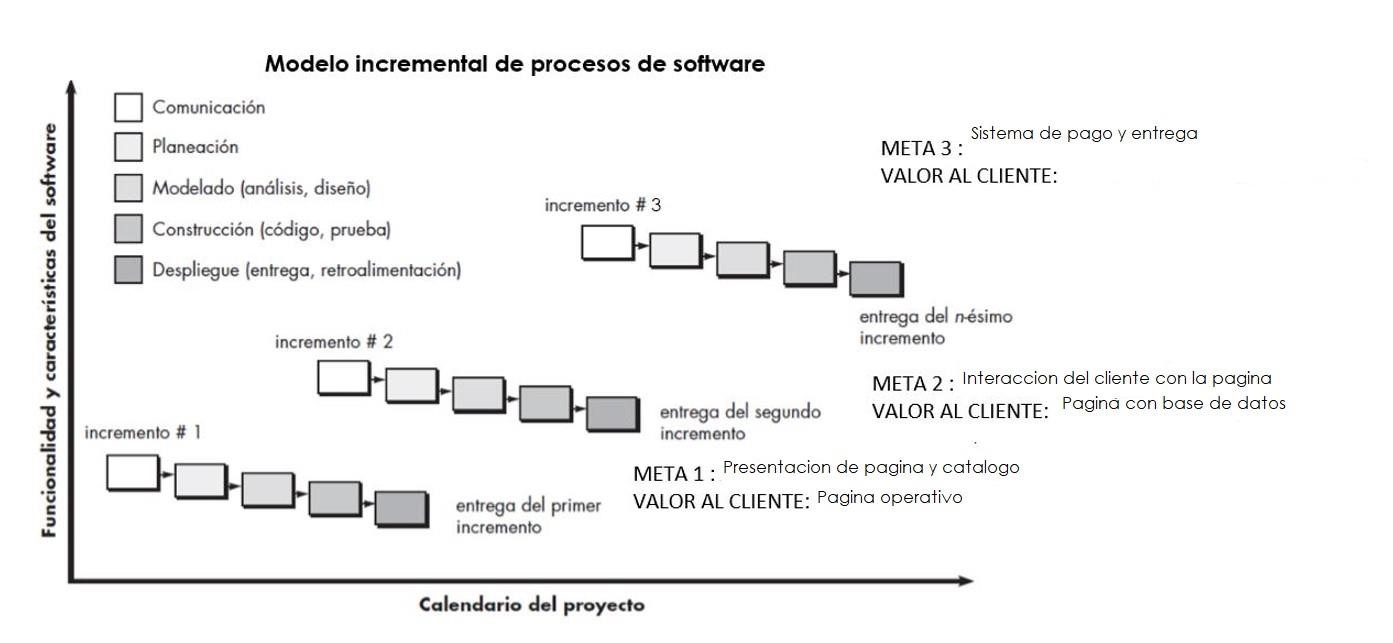 Modelo incremental de procesos de software
Funcionalidad y características del software
Comunicación
Planeación
Modelado (análisis, diseño)
Construcción (código, prueba)
Despliegue (entrega, retroalimentación)
META 3 : Sistema de pago y entrega
VALOR AL CLIENTE:
incremento # 3
entrega del n-ésimo
incremento
incremento # 2
META 2 : Interaccion del cliente con la pagina
VALOR AL CLIENTE: Pagina con base de datos
entrega del segundo
incremento
incremento # 1
META 1 : Presentacion de pagina y catalogo
VALOR AL CLIENTE: Pagina operativo
entrega del primer
incremento
Calendario del proyecto